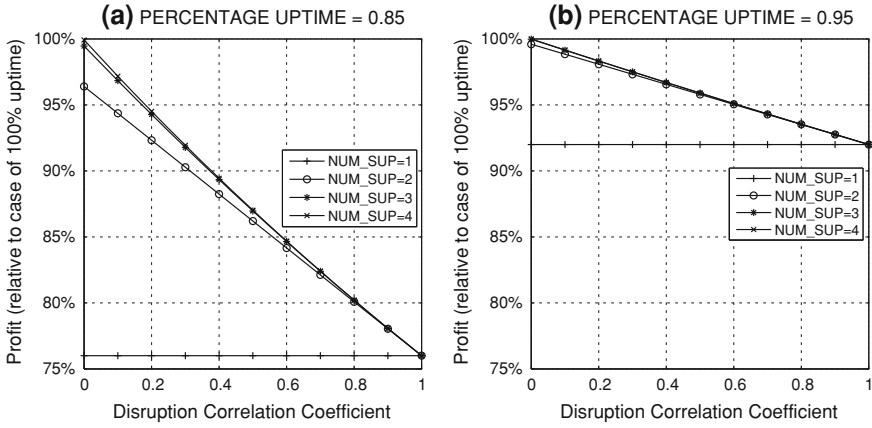 (a) PERCENTAGE UPTIME = 0.85
100%
95%
90%
85%
80%
75%
Profit (relative to case of 100% uptime)
NUM_SUP=1
NUM_SUP=2
NUM_SUP=3
NUM_SUP=4
0 0.2 0.4 0.6 0.8 1
Disruption Correlation Coefficient
(b) PERCENTAGE UPTIME = 0.95
100%
95%
90%
85%
80%
75%
Profit (relative to case of 100% uptime)
NUM_SUP=1
NUM_SUP=2
NUM_SUP=3
NUM_SUP=4
0 0.2 0.4 0.6 0.8 1
Disruption Correlation Coefficient